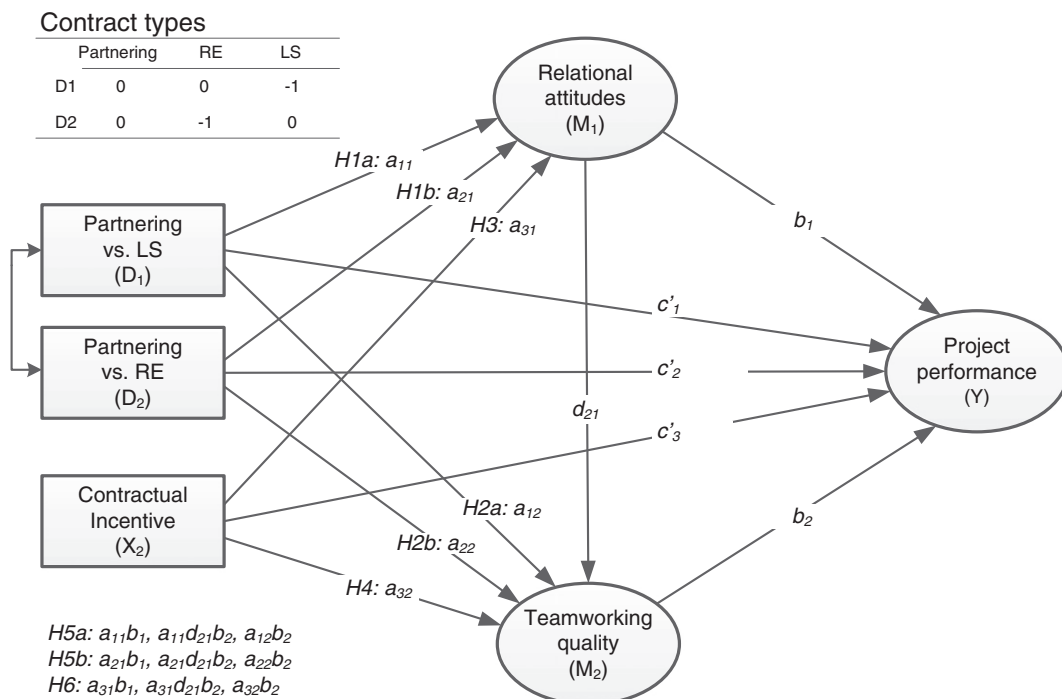 Contract types
Partnering RE LS
D1 0 0 -1
D2 0 -1 0
Relational
attitudes
(M₁)
H1a: a₁₁
H1b: a₂₁
H3: a₃₁
b₁
Partnering
vs. LS
(D₁)
c'₁
Partnering
vs. RE
(D₂)
c'₂
Project
performance
(Y)
d₂₁
c'₃
Contractual
Incentive
(X₂)
H2a: a₁₂
H2b: a₂₂
b₂
H4: a₃₂
Teamworking
quality
(M₂)
H5a: a₁₁b₁, a₁₁d₂₁b₂, a₁₂b₂
H5b: a₂₁b₁, a₂₁d₂₁b₂, a₂₂b₂
H6: a₃₁b₁, a₃₁d₂₁b₂, a₃₂b₂